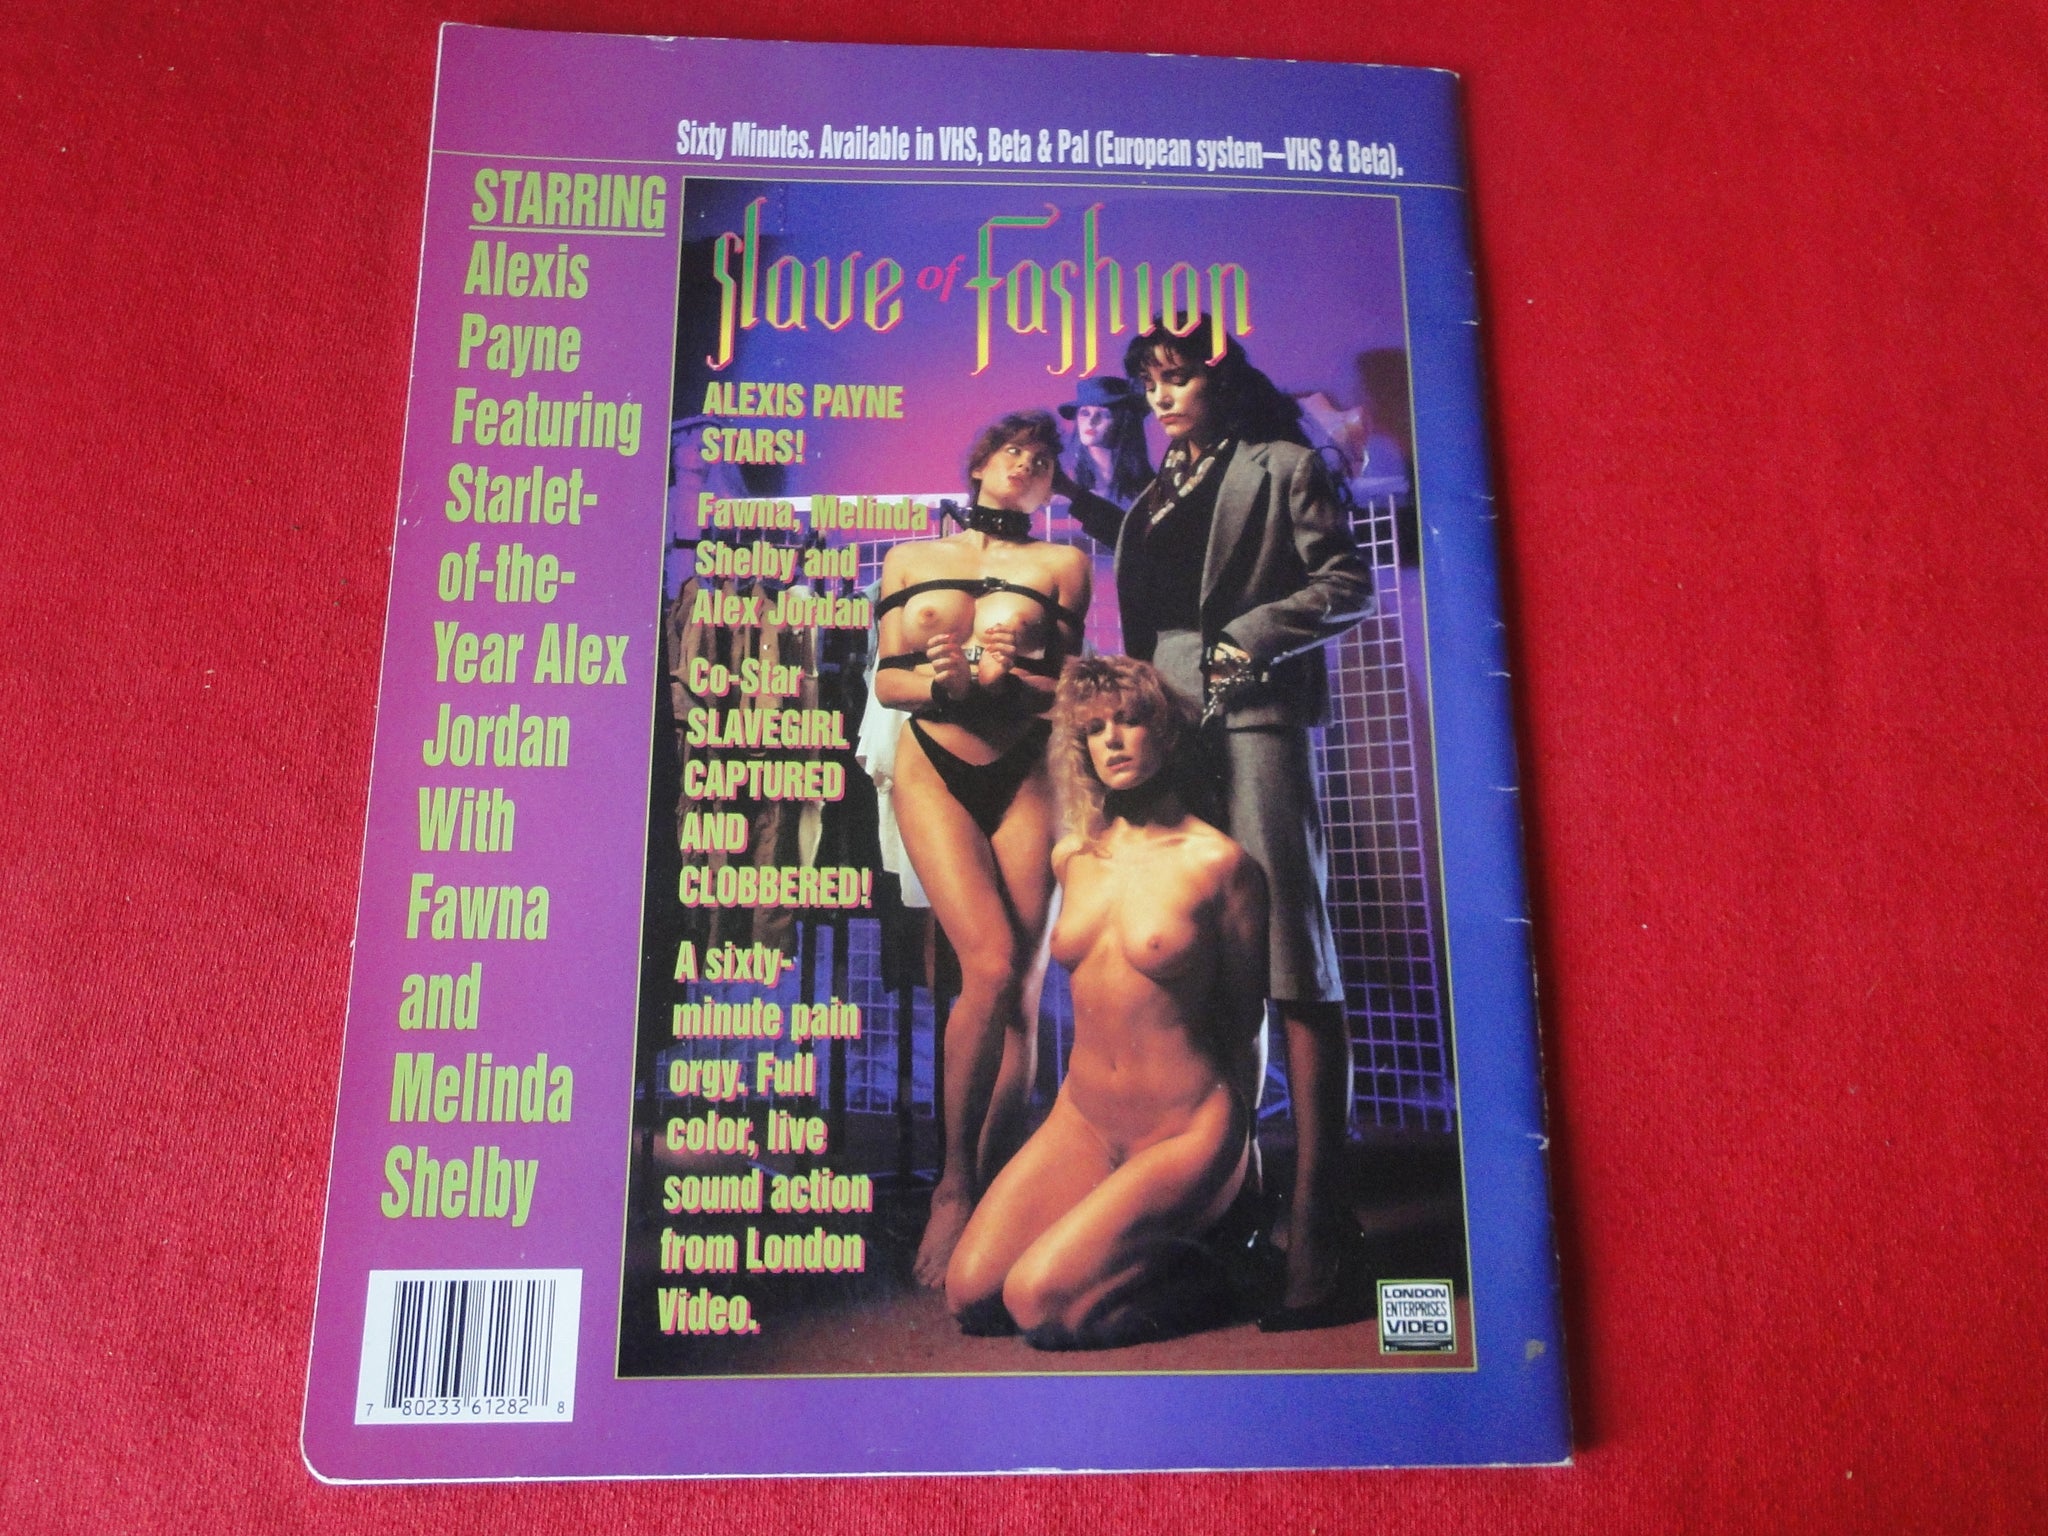 Sixty Minutes. Available in VHS, Beta & Pal (European system—VHS & Beta).
STARRING
Alexis
Payne
Featuring
Starlet-
of-the-
Year Alex
Jordan
With
Fawna
and
Melinda
Shelby
Slave of Fashion
ALEXIS PAYNE
STARS!
Fawna, Melinda
Shelby and
Alex Jordan
Co-Star
SLAVEGIRL
CAPTURED
AND
CLOBBERED!
A sixty-
minute pain
orgy. Full
color, live
sound action
from London
Video.
LONDON
ENTERPRISES
VIDEO
7 80233 61282 8